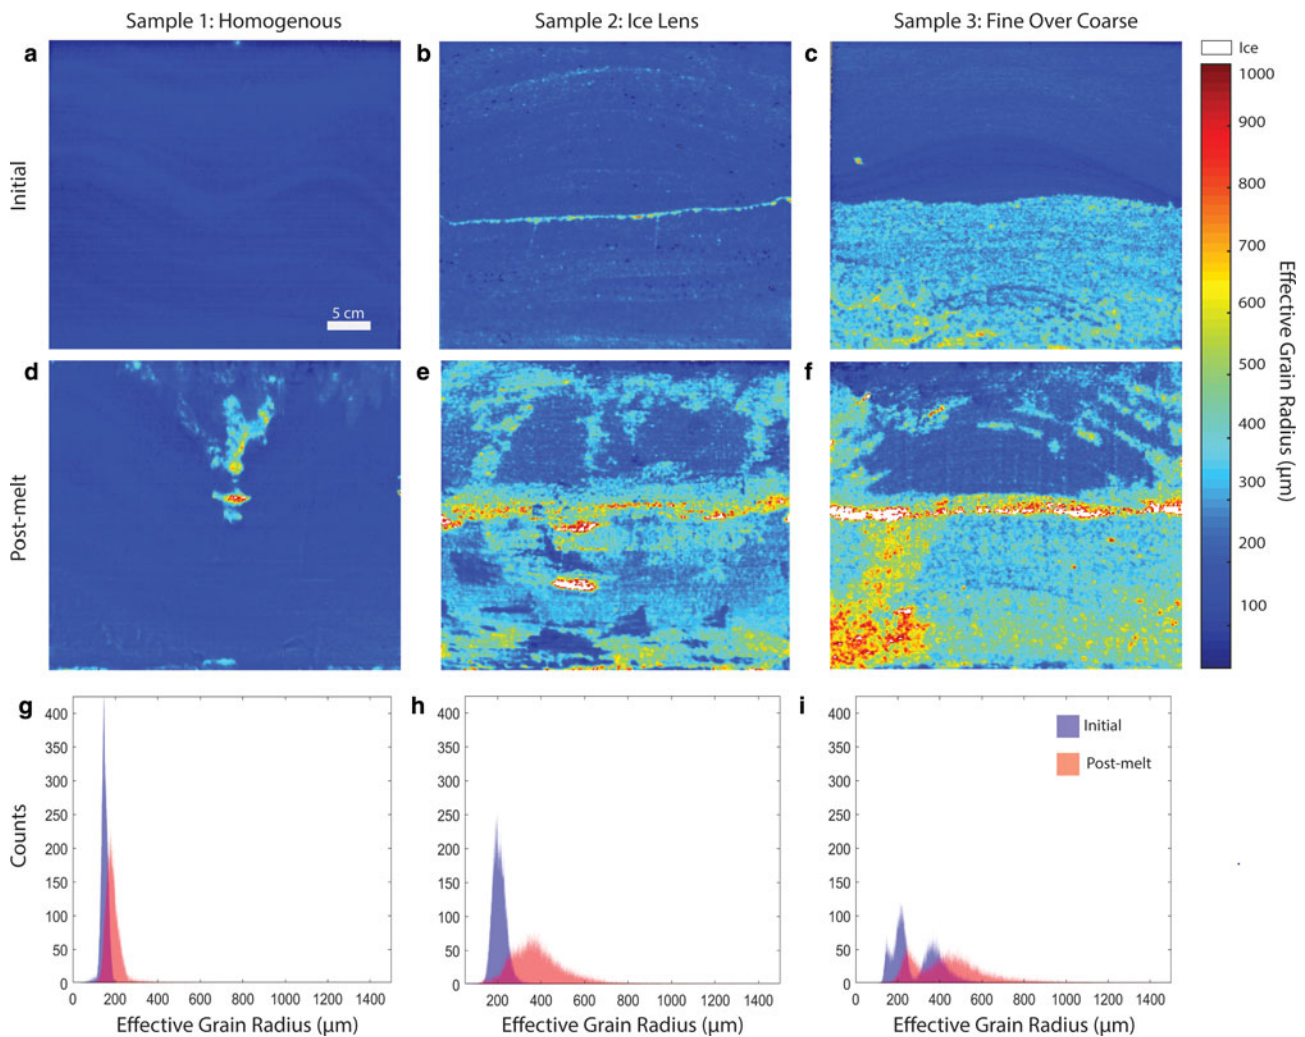 Sample 1: Homogenous
Sample 2: Ice Lens
Sample 3: Fine Over Coarse
a
b
c
Ice
1000
900
800
700
600
500
400
300
200
100
Effective Grain Radius (μm)
Initial
5 cm
d
e
f
Post-melt
g
h
i
400
350
300
250
200
150
100
50
0
400
350
300
250
200
150
100
50
0
400
350
300
250
200
150
100
50
0
Initial
Post-melt
Counts
0 200 400 600 800 1000 1200 1400
200 400 600 800 1000 1200 1400
200 400 600 800 1000 1200 1400
Effective Grain Radius (μm)
Effective Grain Radius (μm)
Effective Grain Radius (μm)